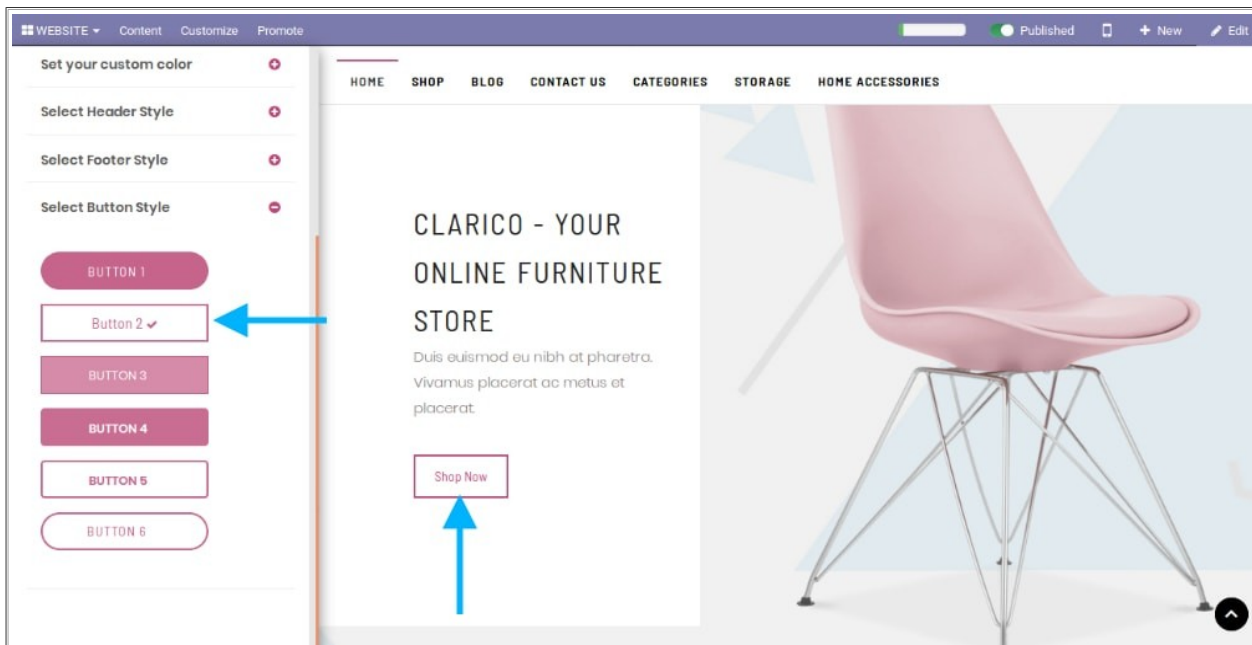 WEBSITE Content Customize Promote Published + New Edit
Set your custom color
Select Header Style
Select Footer Style
Select Button Style
BUTTON 1
Button 2
BUTTON 3
BUTTON 4
BUTTON 5
BUTTON 6
HOME SHOP BLOG CONTACT US CATEGORIES STORAGE HOME ACCESSORIES
CLARICO - YOUR
ONLINE FURNITURE
STORE
Duis euismod eu nibh at pharetra.
Vivamus placerat ac metus et
placerat.
Shop Now